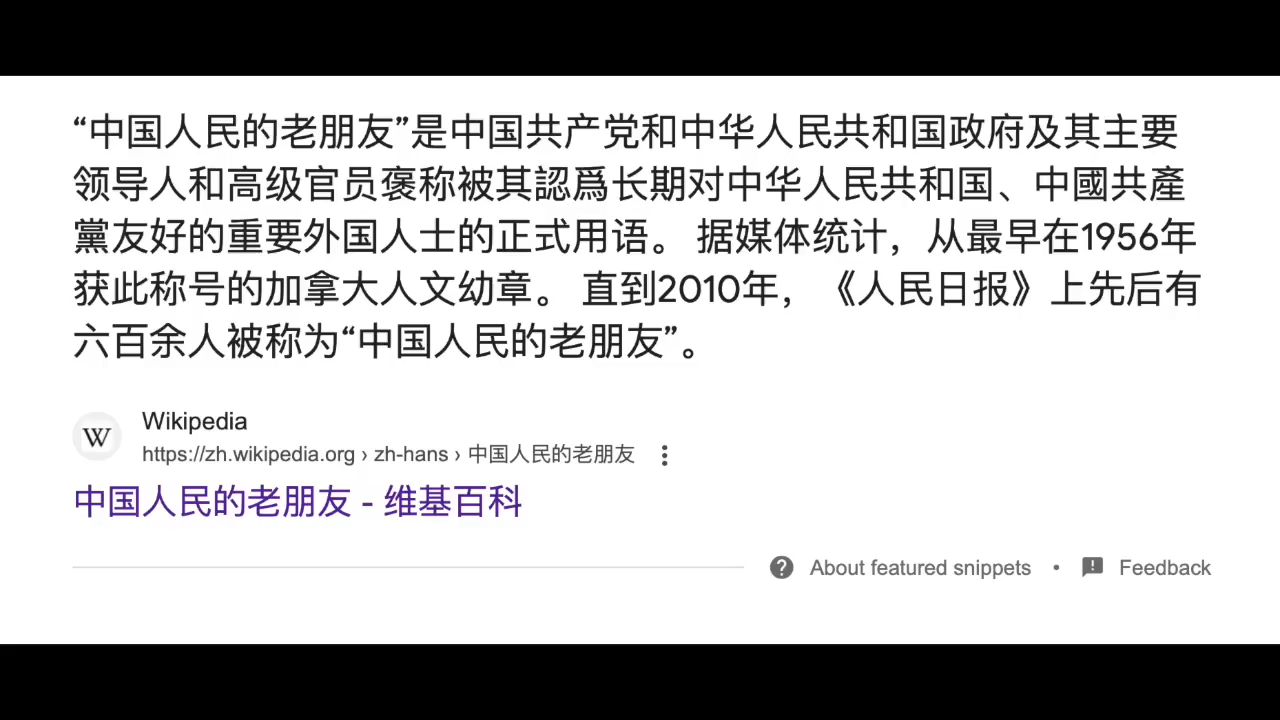 “中国人民的老朋友”是中国共产党和中华人民共和国政府及其主要
领导人和高级官员褒称被其認爲长期对中华人民共和国、中國共產
黨友好的重要外国人士的正式用语。 据媒体统计，从最早在1956年
获此称号的加拿大人文幼章。 直到2010年，《人民日报》上先后有
六百余人被称为“中国人民的老朋友”。
W
Wikipedia
https://zh.wikipedia.org › zh-hans › 中国人民的老朋友
中国人民的老朋友 - 维基百科
About featured snippets • Feedback